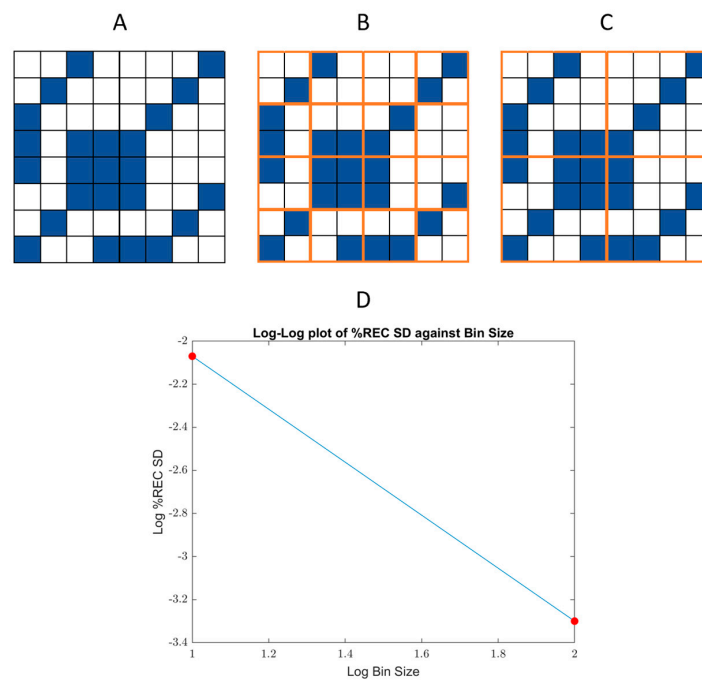 A B C
D
Log-Log plot of %REC SD against Bin Size
-2
-2.2
-2.4
-2.6
-2.8
-3
-3.2
-3.4
Log %REC SD
1 1.2 1.4 1.6 1.8 2
Log Bin Size